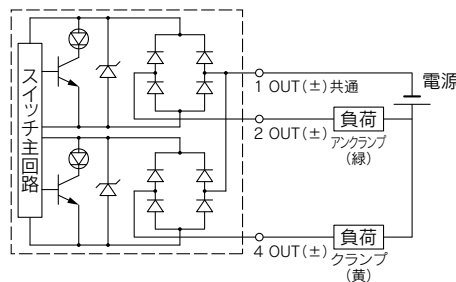 スイッチ主回路
1 OUT(±)共通
電源
負荷
2 OUT(±)
アンクランプ
(緑)
負荷
4 OUT(±)
クランプ
(黄)